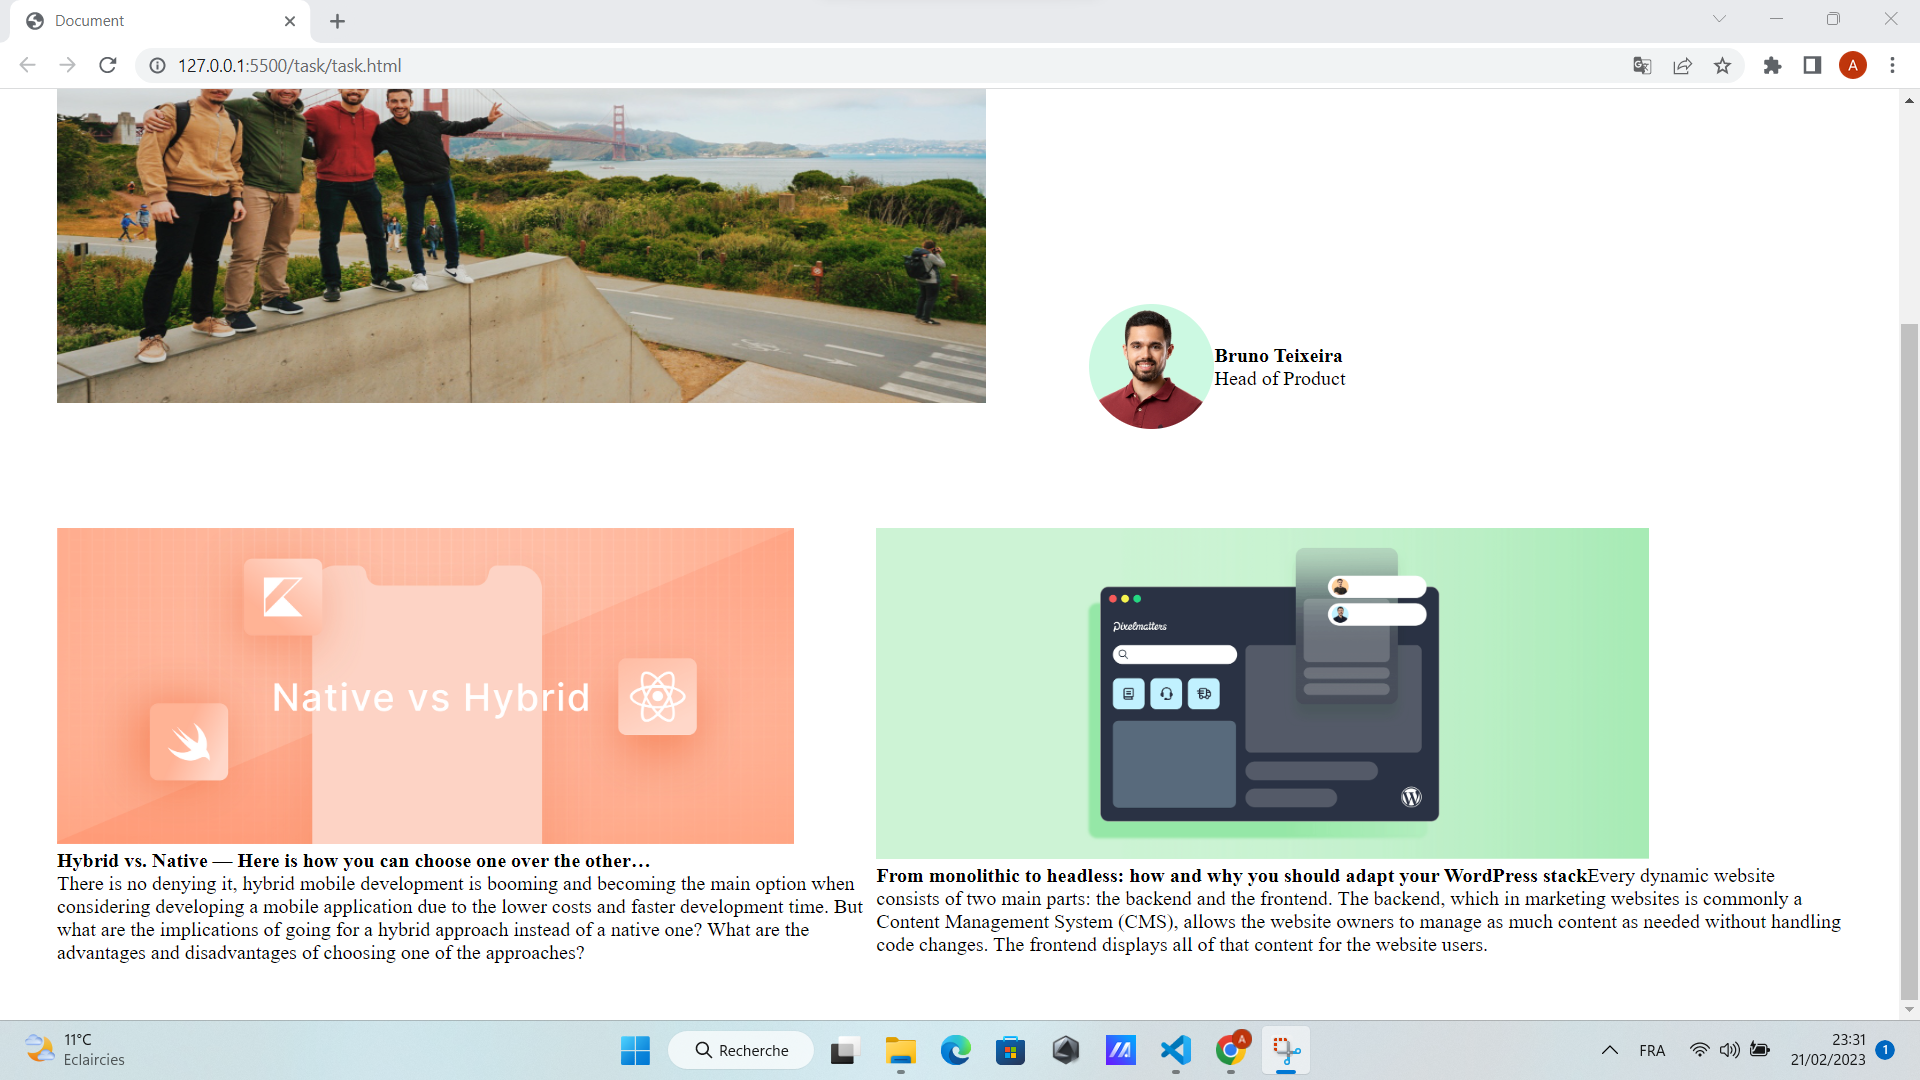 Document
127.0.0.1:5500/task/task.html
A
Bruno Teixeira
Head of Product
Native vs Hybrid
Pixelmatters
Hybrid vs. Native — Here is how you can choose one over the other…
There is no denying it, hybrid mobile development is booming and becoming the main option when
considering developing a mobile application due to the lower costs and faster development time. But
what are the implications of going for a hybrid approach instead of a native one? What are the
advantages and disadvantages of choosing one of the approaches?
From monolithic to headless: how and why you should adapt your WordPress stackEvery dynamic website
consists of two main parts: the backend and the frontend. The backend, which in marketing websites is commonly a
Content Management System (CMS), allows the website owners to manage as much content as needed without handling
code changes. The frontend displays all of that content for the website users.
11°C
Eclaircies
Recherche
A
FRA
23:31
21/02/2023
1